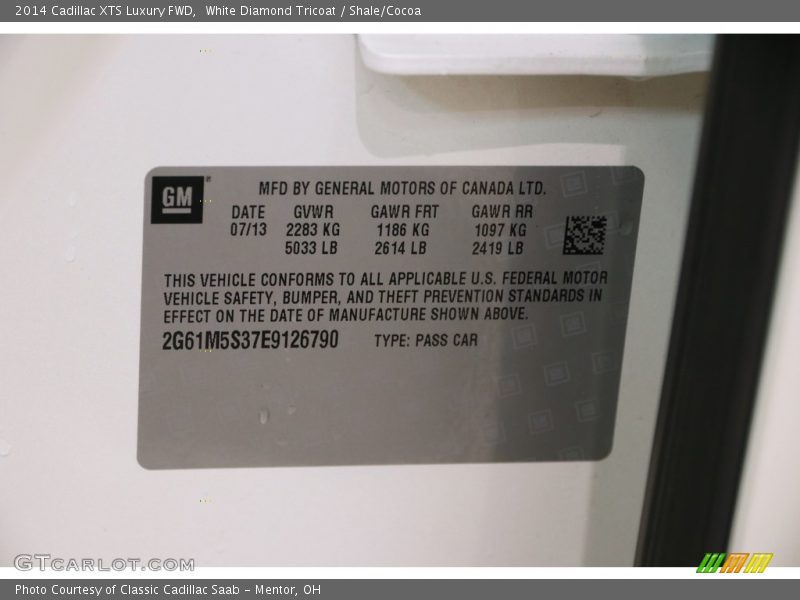 2014 Cadillac XTS Luxury FWD,  White Diamond Tricoat / Shale/Cocoa
GM
MFD BY GENERAL MOTORS OF CANADA LTD.
DATE GVWR GAWR FRT GAWR RR
07/13 2283 KG 1186 KG 1097 KG
5033 LB 2614 LB 2419 LB
THIS VEHICLE CONFORMS TO ALL APPLICABLE U.S. FEDERAL MOTOR
VEHICLE SAFETY, BUMPER, AND THEFT PREVENTION STANDARDS IN
EFFECT ON THE DATE OF MANUFACTURE SHOWN ABOVE.
2G61M5S37E9126790 TYPE: PASS CAR
GTCARLOT.COM
Photo Courtesy of Classic Cadillac Saab - Mentor, OH